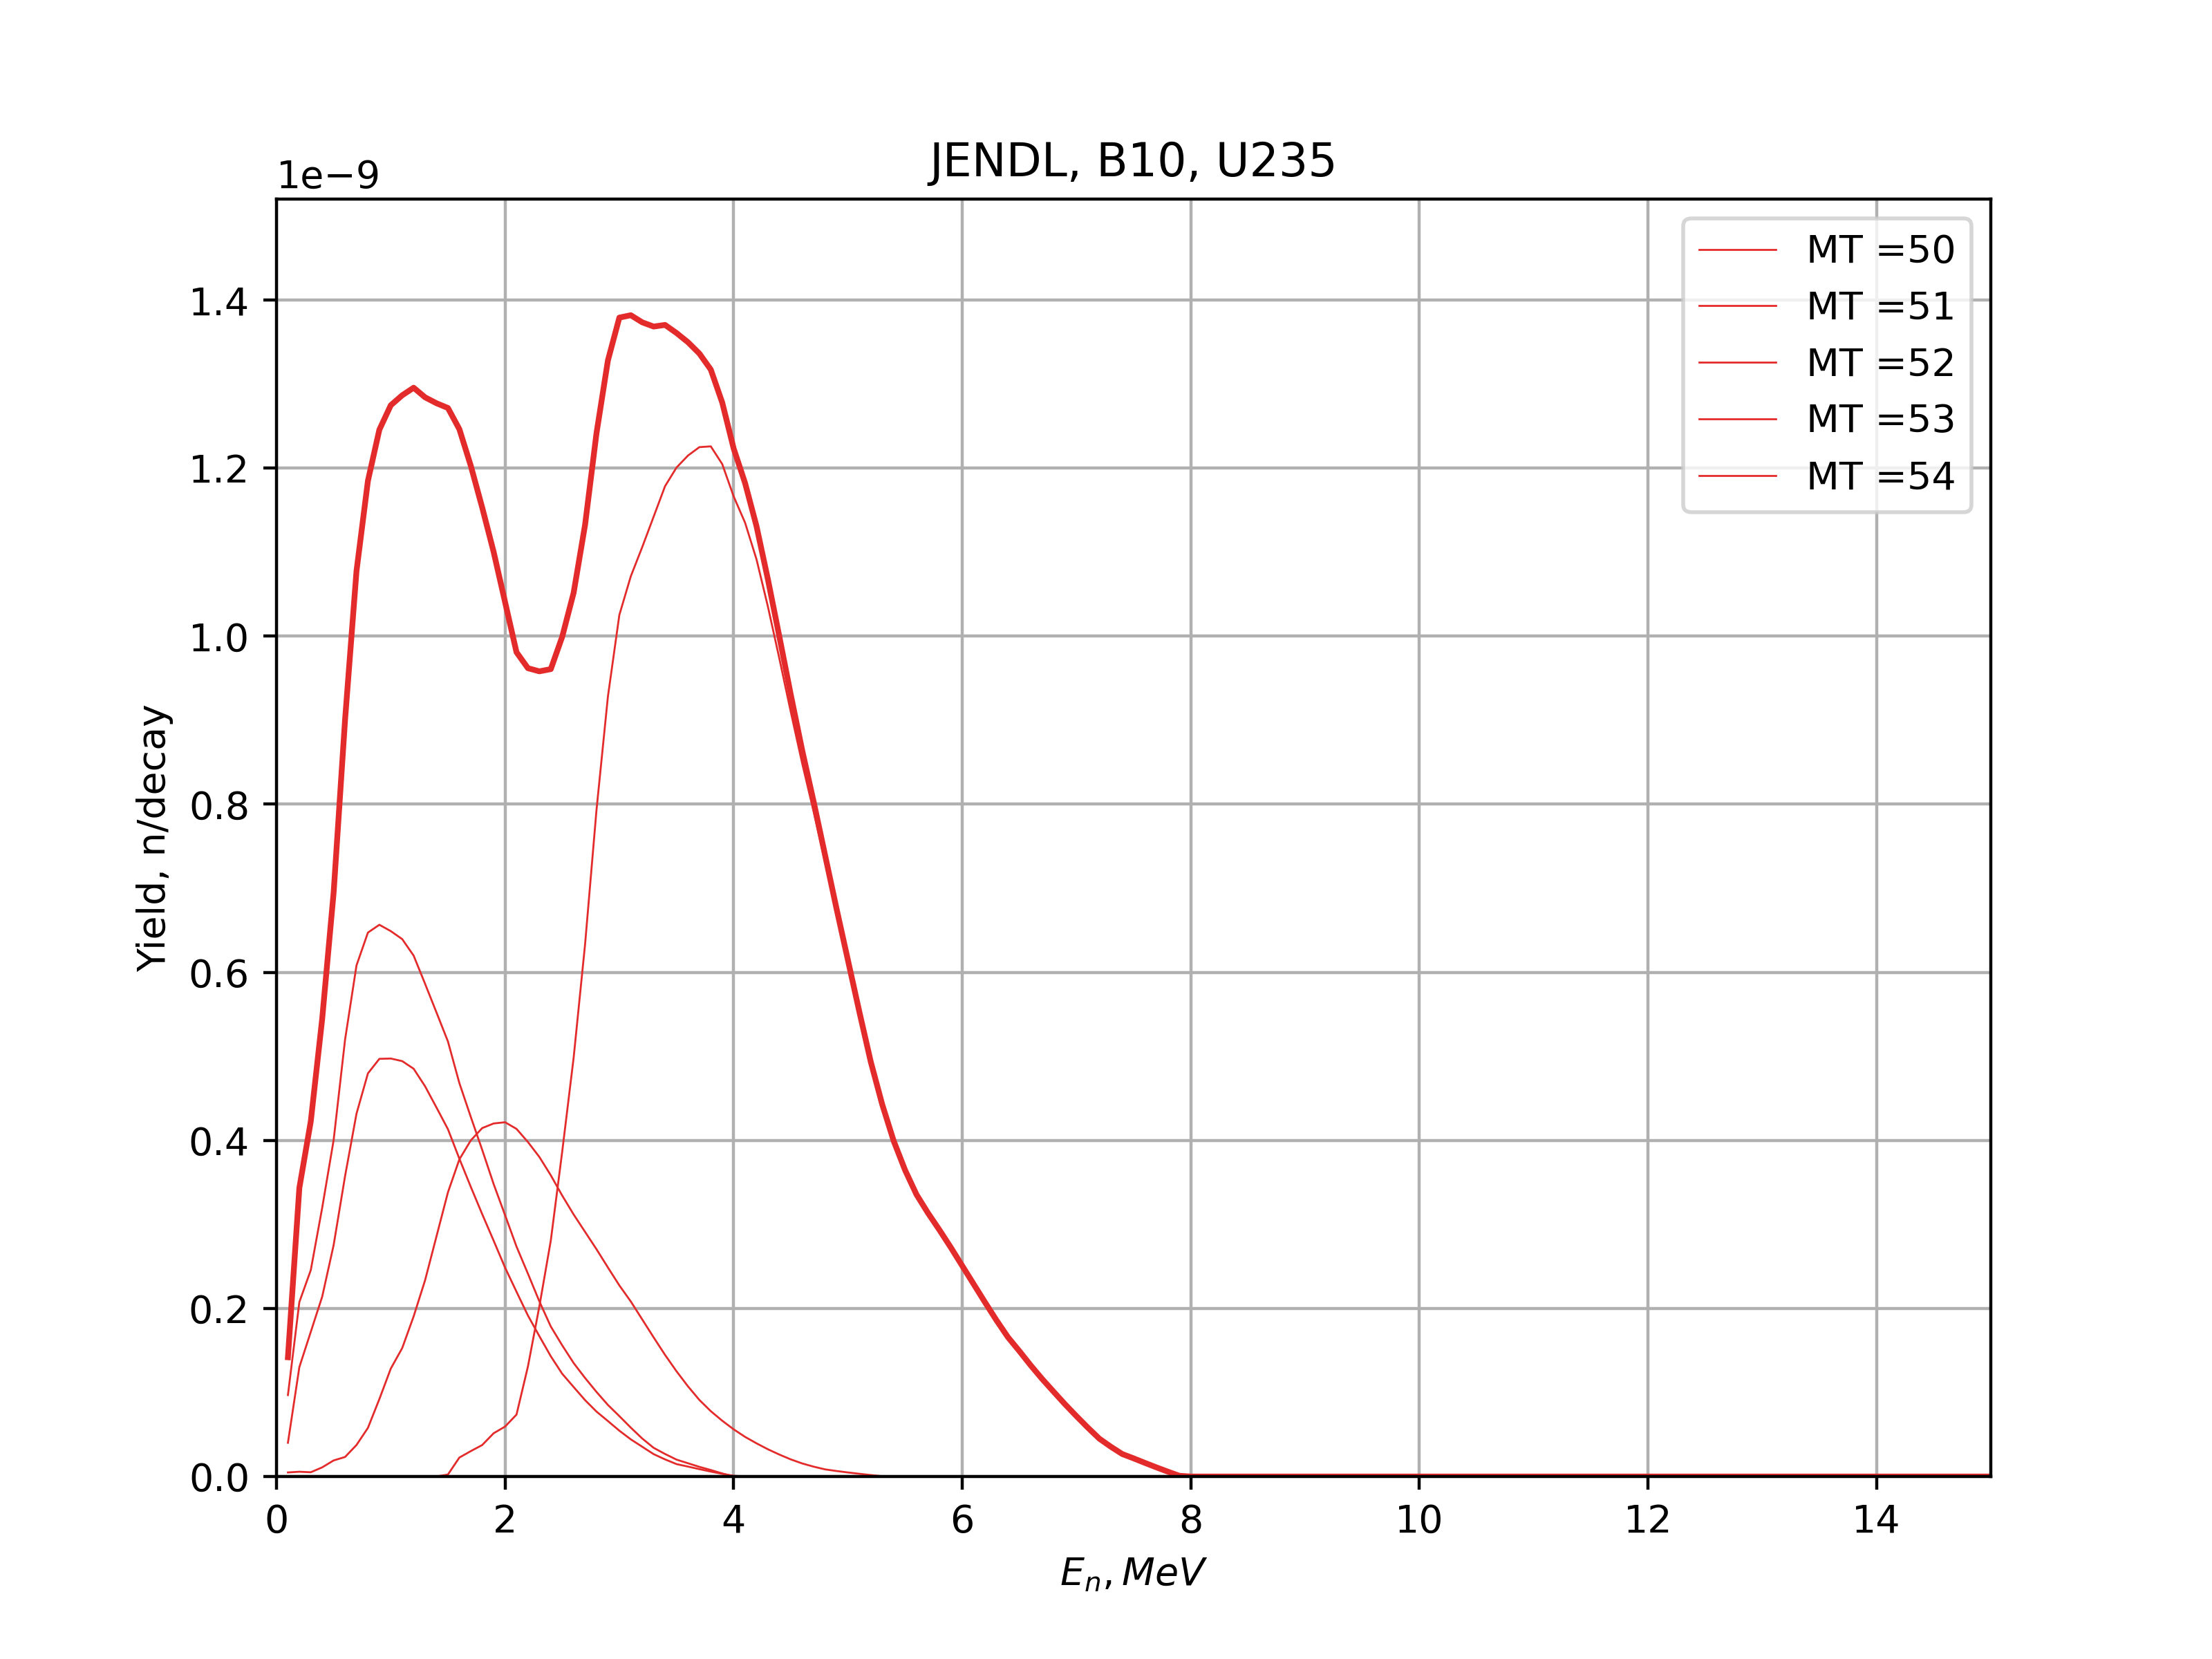 JENDL, B10, U235
1e−9
MT =50
MT =51
MT =52
MT =53
MT =54
1.4
1.2
1.0
0.8
0.6
0.4
0.2
0.0
Yield, n/decay
0 2 4 6 8 10 12 14
En, MeV